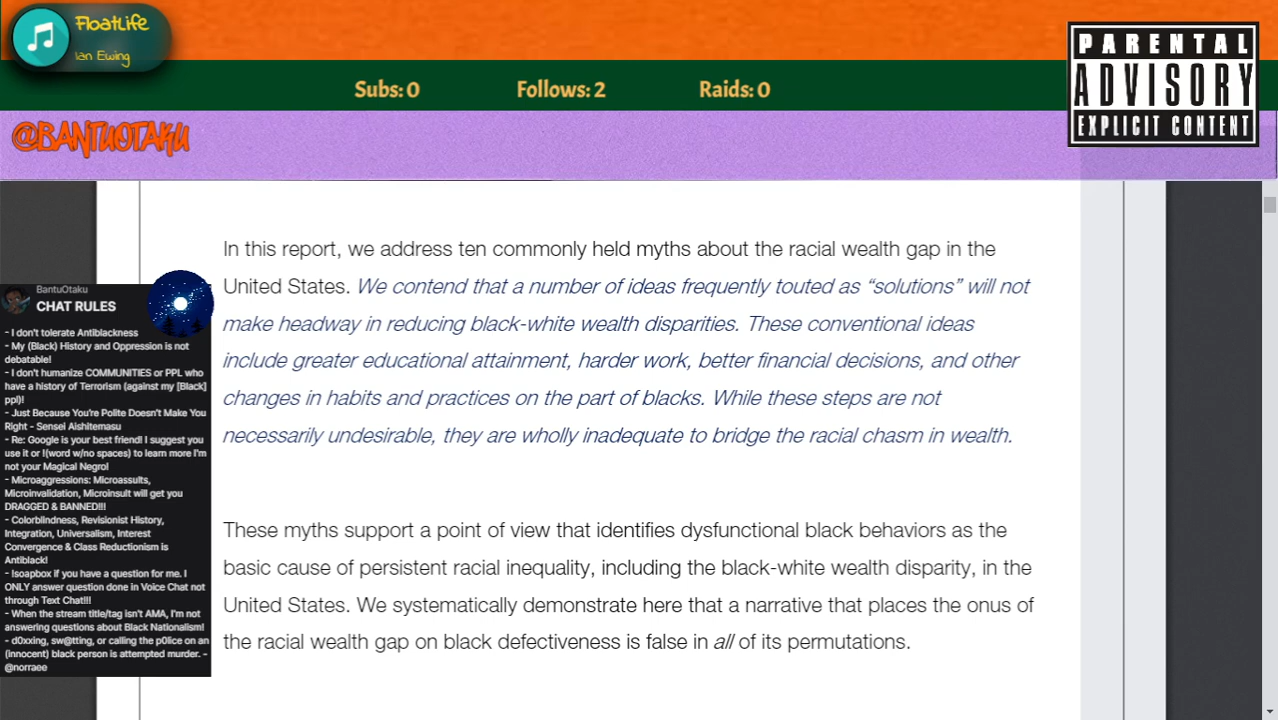 FloatLife
Ian Ewing
PARENTAL
ADVISORY
EXPLICIT CONTENT
Subs: 0 Follows: 2 Raids: 0
@BANTUOTAKU
In this report, we address ten commonly held myths about the racial wealth gap in the
United States. We contend that a number of ideas frequently touted as “solutions” will not
make headway in reducing black-white wealth disparities. These conventional ideas
include greater educational attainment, harder work, better financial decisions, and other
changes in habits and practices on the part of blacks. While these steps are not
necessarily undesirable, they are wholly inadequate to bridge the racial chasm in wealth.
These myths support a point of view that identifies dysfunctional black behaviors as the
basic cause of persistent racial inequality, including the black-white wealth disparity, in the
United States. We systematically demonstrate here that a narrative that places the onus of
the racial wealth gap on black defectiveness is false in all of its permutations.
BantuOtaku
CHAT RULES
- I don't tolerate Antiblackness
- My (Black) History and Oppression is not
debatable!
- I don't humanize COMMUNITIES or PPL who
have a history of Terrorism (against my [Black]
ppl)!
- Just Because You're Polite Doesn't Make You
Right - Sensei Aishitemasu
- Re: Google is your best friend! I suggest you
use it or !(word w/no spaces) to learn more I'm
not your Magical Negro!
- Microaggressions: Microassults,
Microinvalidation, Microinsult will get you
DRAGGED & BANNED!!!
- Colorblindness, Revisionist History,
Integration, Universalism, Interest
Convergence & Class Reductionism is
Antiblack!
- !soapbox if you have a question for me. I
ONLY answer question done in Voice Chat not
through Text Chat!!!
- When the stream title/tag isn't AMA, I'm not
answering questions about Black Nationalism!
- d0xxing, sw@tting, or calling the p0lice on an
(innocent) black person is attempted murder. -
@norraee